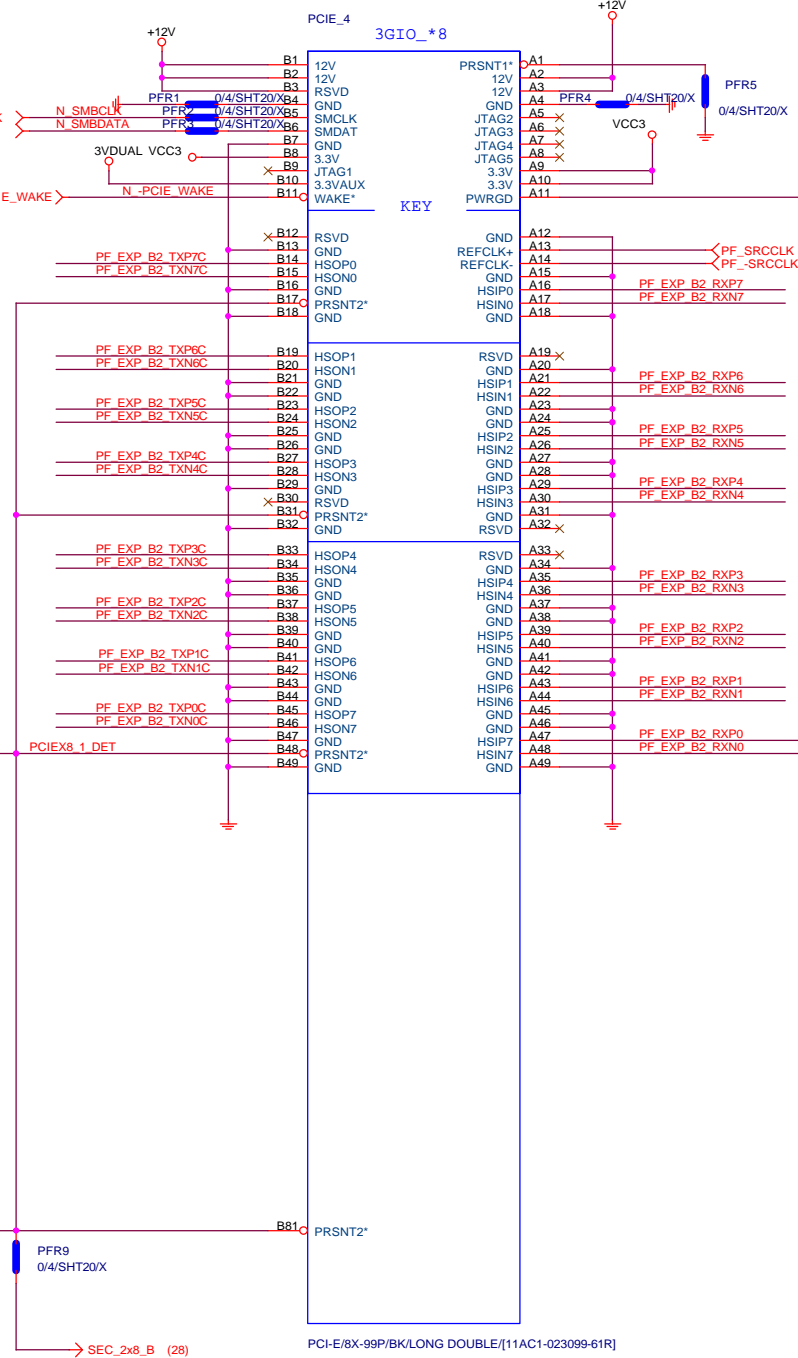 PCIE_4
3GIO_*8
+12V
+12V
B1 12V PRSNT1* A1
B2 12V 12V A2
B3 RSVD 12V A3
PFR1 0/4/SHT20/X B4 GND GND A4 PFR4 0/4/SHT20/X
PFR5
0/4/SHT20/X
N_SMBCLK PFR2 0/4/SHT20/X B5 SMCLK JTAG2 A5
N_SMBDATA PFR3 0/4/SHT20/X B6 SMDAT JTAG3 A6
VCC3
B7 GND JTAG4 A7
3VDUAL VCC3 B8 3.3V JTAG5 A8
B9 JTAG1 3.3V A9
B10 3.3VAUX 3.3V A10
E_WAKE N_-PCIE_WAKE B11 WAKE* PWRGD A11
KEY
B12 RSVD GND A12
B13 GND REFCLK+ A13 PF_SRCCLK
PF_EXP_B2_TXP7C B14 HSOP0 REFCLK- A14 PF_-SRCCLK
PF_EXP_B2_TXN7C B15 HSON0 GND A15
B16 GND HSIP0 A16 PF_EXP_B2_RXP7
B17 PRSNT2* HSIN0 A17 PF_EXP_B2_RXN7
B18 GND GND A18
PF_EXP_B2_TXP6C B19 HSOP1 RSVD A19
PF_EXP_B2_TXN6C B20 HSON1 GND A20
B21 GND HSIP1 A21 PF_EXP_B2_RXP6
B22 GND HSIN1 A22 PF_EXP_B2_RXN6
PF_EXP_B2_TXP5C B23 HSOP2 GND A23
PF_EXP_B2_TXN5C B24 HSON2 GND A24
B25 GND HSIP2 A25 PF_EXP_B2_RXP5
B26 GND HSIN2 A26 PF_EXP_B2_RXN5
PF_EXP_B2_TXP4C B27 HSOP3 GND A27
PF_EXP_B2_TXN4C B28 HSON3 GND A28
B29 GND HSIP3 A29 PF_EXP_B2_RXP4
B30 RSVD HSIN3 A30 PF_EXP_B2_RXN4
B31 PRSNT2* GND A31
B32 GND RSVD A32
PF_EXP_B2_TXP3C B33 HSOP4 RSVD A33
PF_EXP_B2_TXN3C B34 HSON4 GND A34
B35 GND HSIP4 A35 PF_EXP_B2_RXP3
B36 GND HSIN4 A36 PF_EXP_B2_RXN3
PF_EXP_B2_TXP2C B37 HSOP5 GND A37
PF_EXP_B2_TXN2C B38 HSON5 GND A38
B39 GND HSIP5 A39 PF_EXP_B2_RXP2
B40 GND HSIN5 A40 PF_EXP_B2_RXN2
PF_EXP_B2_TXP1C B41 HSOP6 GND A41
PF_EXP_B2_TXN1C B42 HSON6 GND A42
B43 GND HSIP6 A43 PF_EXP_B2_RXP1
B44 GND HSIN6 A44 PF_EXP_B2_RXN1
PF_EXP_B2_TXP0C B45 HSOP7 GND A45
PF_EXP_B2_TXN0C B46 HSON7 GND A46
B47 GND HSIP7 A47 PF_EXP_B2_RXP0
PCIEX8_1_DET B48 PRSNT2* HSIN7 A48 PF_EXP_B2_RXN0
B49 GND GND A49
B81 PRSNT2*
PFR9
0/4/SHT20/X
SEC_2x8_B (28)
PCI-E/8X-99P/BK/LONG DOUBLE/[11AC1-023099-61R]